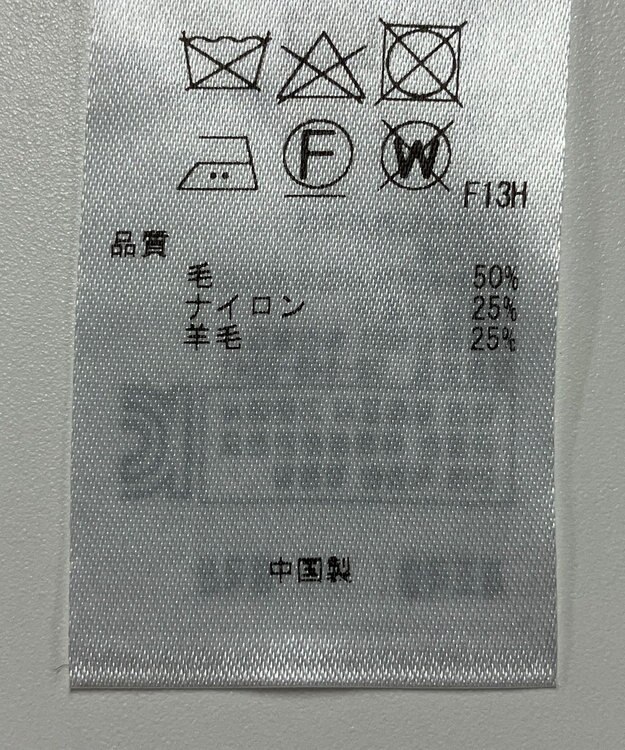 F W
F13H
品質
毛 50%
ナイロン 25%
羊毛 25%
中国製